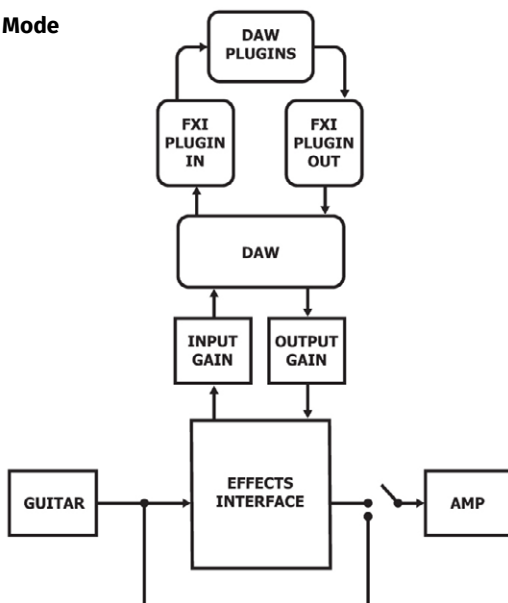 Mode
DAW
PLUGINS
FXI
PLUGIN
IN
FXI
PLUGIN
OUT
DAW
INPUT
GAIN
OUTPUT
GAIN
GUITAR
EFFECTS
INTERFACE
AMP